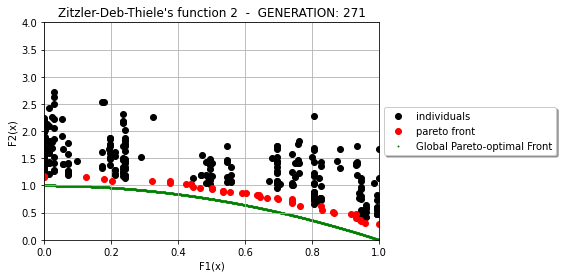 Zitzler-Deb-Thiele's function 2 - GENERATION: 271
4.0
3.5
3.0
2.5
2.0
1.5
1.0
0.5
0.0
F2(x)
0.0 0.2 0.4 0.6 0.8 1.0
F1(x)
individuals
pareto front
Global Pareto-optimal Front